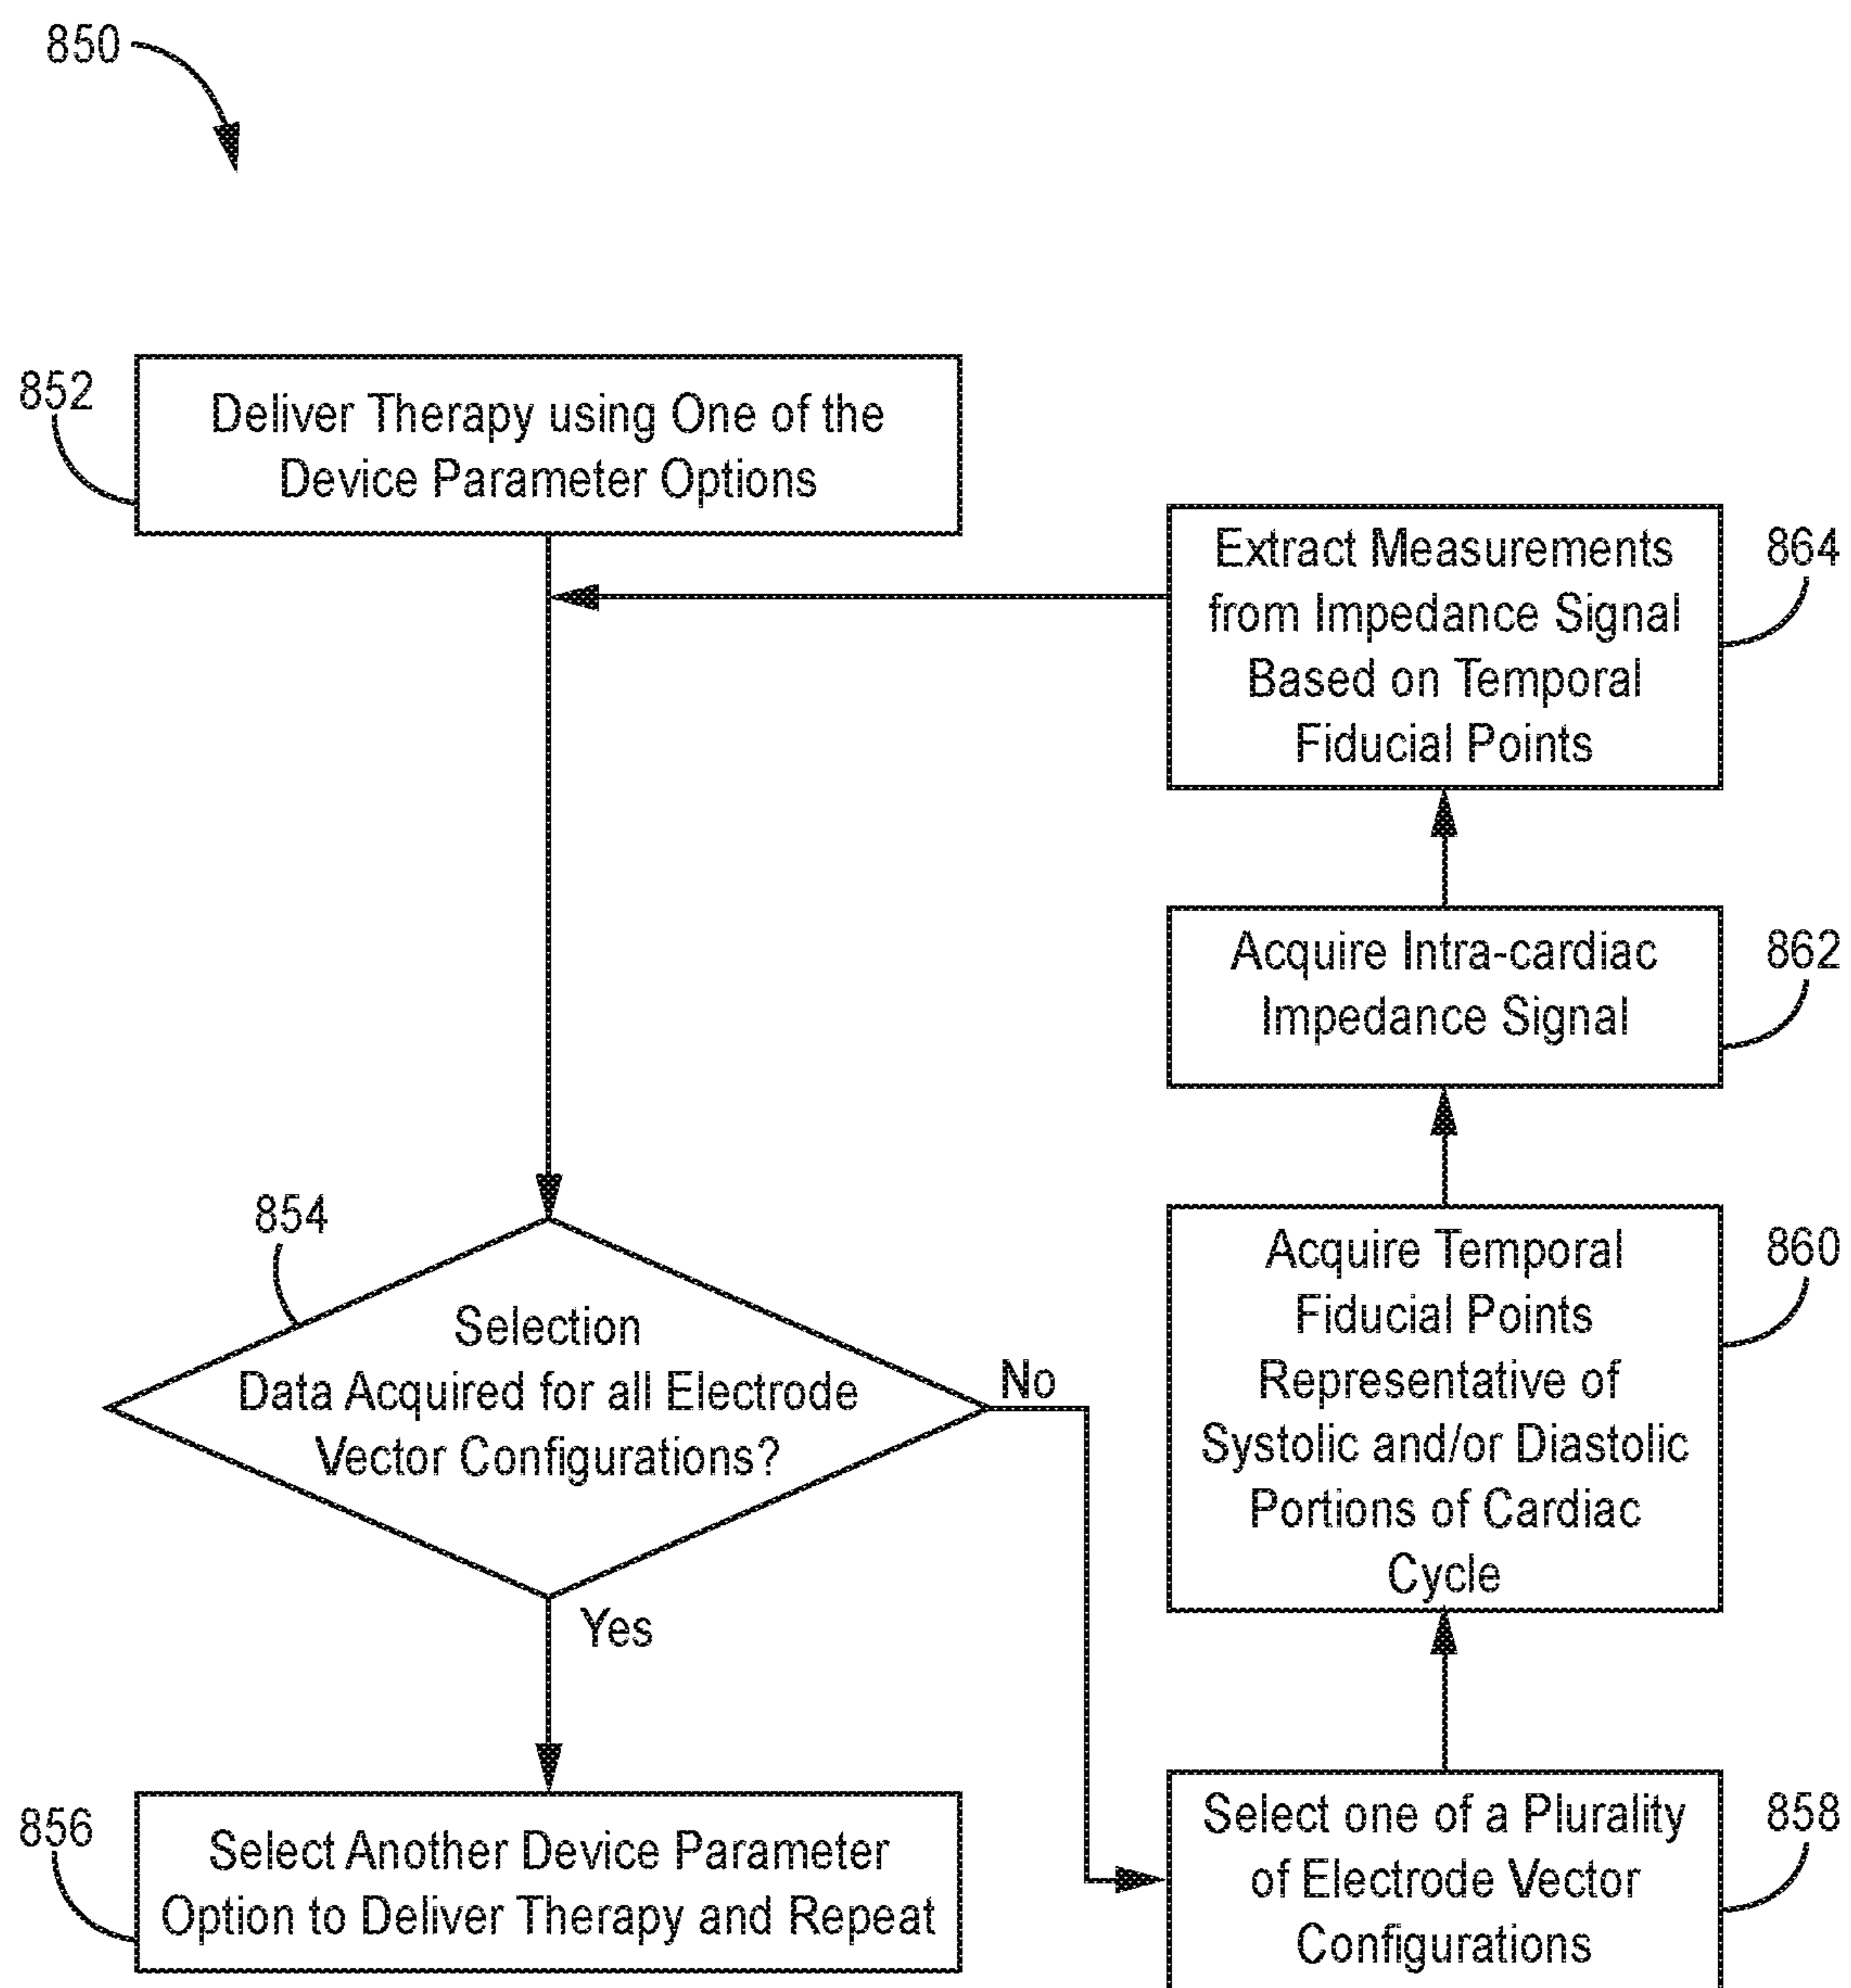 850
852
Deliver Therapy using One of the
Device Parameter Options
864
Extract Measurements
from Impedance Signal
Based on Temporal
Fiducial Points
862
Acquire Intra-cardiac
Impedance Signal
854
Selection
Data Acquired for all Electrode
Vector Configurations?
No
Yes
860
Acquire Temporal
Fiducial Points
Representative of
Systolic and/or Diastolic
Portions of Cardiac
Cycle
856
Select Another Device Parameter
Option to Deliver Therapy and Repeat
858
Select one of a Plurality
of Electrode Vector
Configurations